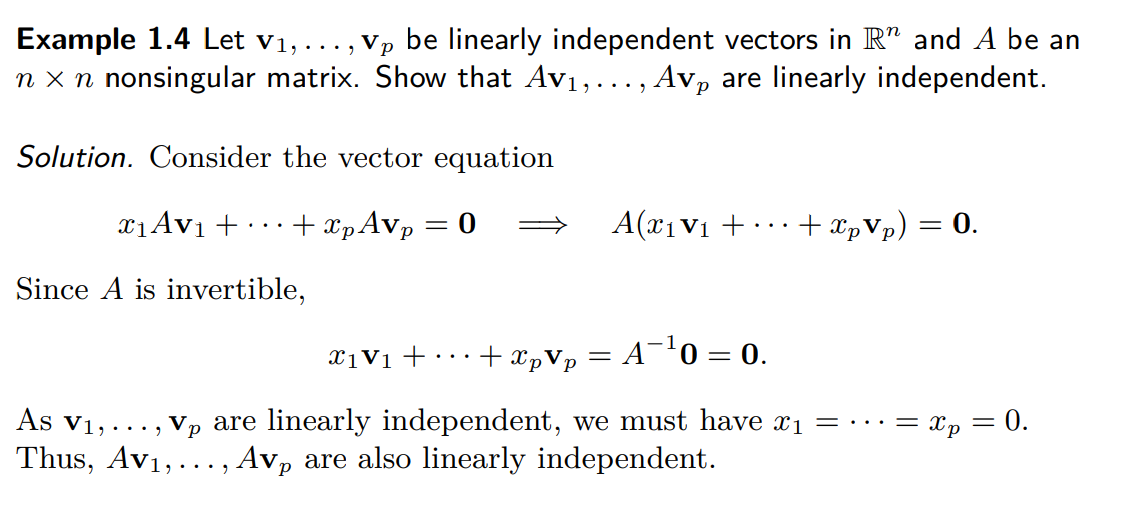 Example 1.4 Let v₁, . . . , vₚ be linearly independent vectors in ℝⁿ and A be an
n × n nonsingular matrix. Show that Av₁, . . . , Avₚ are linearly independent.
Solution. Consider the vector equation
x₁Av₁ + · · · + xₚAvₚ = 0 ⟹ A(x₁v₁ + · · · + xₚvₚ) = 0.
Since A is invertible,
x₁v₁ + · · · + xₚvₚ = A⁻¹0 = 0.
As v₁, . . . , vₚ are linearly independent, we must have x₁ = · · · = xₚ = 0.
Thus, Av₁, . . . , Avₚ are also linearly independent.